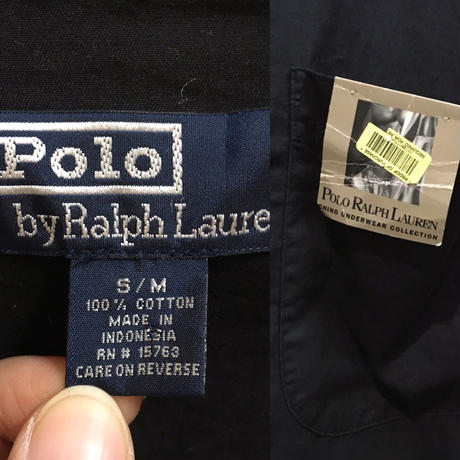 Polo
by Ralph Laure
S/M
100% COTTON
MADE IN
INDONESIA
RN # 15763
CARE ON REVERSE
POLO RALPH LAUREN
UNDERWEAR COLLECTION